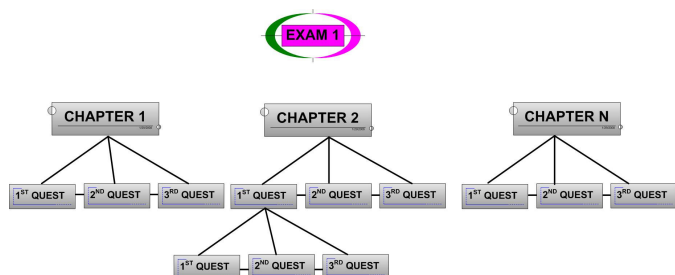 EXAM 1
CHAPTER 1
CHAPTER 2
CHAPTER N
1ST QUEST
2ND QUEST
3RD QUEST
1ST QUEST
2ND QUEST
3RD QUEST
1ST QUEST
2ND QUEST
3RD QUEST
1ST QUEST
2ND QUEST
3RD QUEST